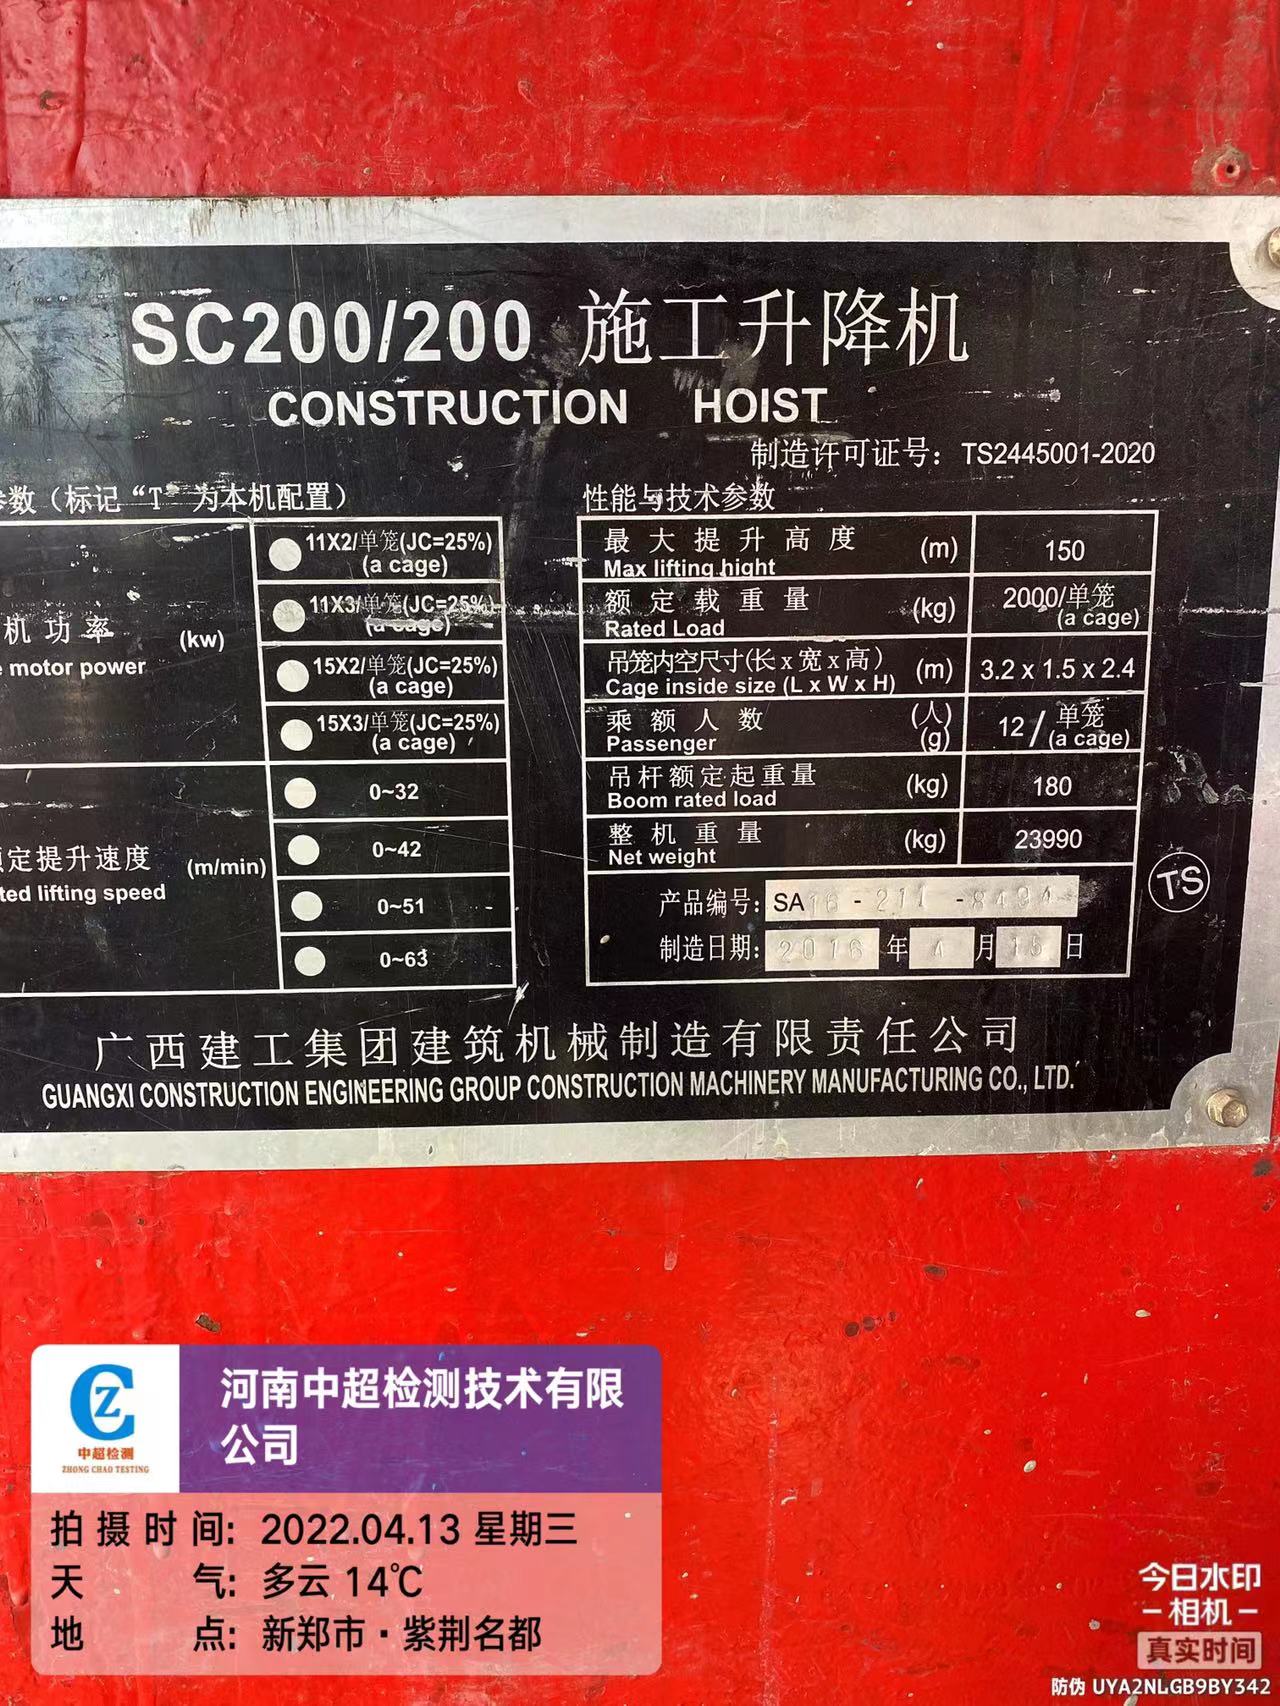 SC200/200 施工升降机
CONSTRUCTION HOIST
制造许可证号：TS2445001-2020
参数（标记“T”为本机配置）
11X2/单笼(JC=25%)
(a cage)
11X3/单笼(JC=25%)
(a cage)
机功率 (kw)
motor power
15X2/单笼(JC=25%)
(a cage)
15X3/单笼(JC=25%)
(a cage)
0~32
0~42
定提升速度 (m/min)
ted lifting speed
0~51
0~63
性能与技术参数
最大提升高度 (m) 150
Max lifting hight
额定载重量 (kg) 2000/单笼
Rated Load (a cage)
吊笼内空尺寸(长x宽x高) (m) 3.2 x 1.5 x 2.4
Cage inside size (L x W x H)
乘额人数 (人) 12/单笼
Passenger (g) (a cage)
吊杆额定起重量 (kg) 180
Boom rated load
整机重量 (kg) 23990
Net weight
产品编号：SA16-211-8494
制造日期：2016年4月15日
TS
广西建工集团建筑机械制造有限责任公司
GUANGXI CONSTRUCTION ENGINEERING GROUP CONSTRUCTION MACHINERY MANUFACTURING CO., LTD.
中超检测
ZHONG CHAO TESTING
河南中超检测技术有限
公司
拍摄时间：2022.04.13 星期三
天气：多云 14℃
地点：新郑市·紫荆名都
今日水印
相机
真实时间
防伪 UYA2NLGB9BY342